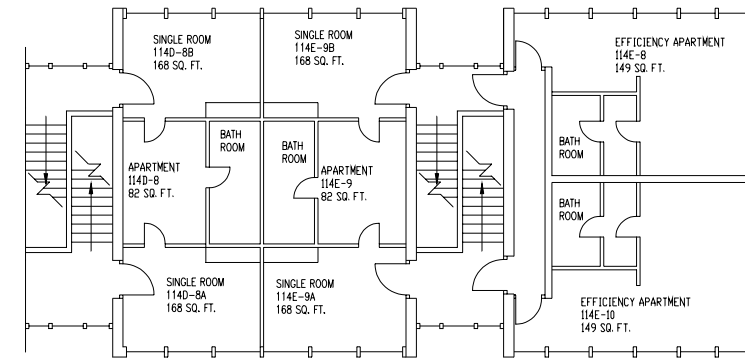 SINGLE ROOM
114D-8B
168 SQ. FT.
SINGLE ROOM
114E-9B
168 SQ. FT.
EFFICIENCY APARTMENT
114E-8
149 SQ. FT.
BATH
ROOM
BATH
ROOM
BATH
ROOM
APARTMENT
114D-8
82 SQ. FT.
APARTMENT
114E-9
82 SQ. FT.
BATH
ROOM
SINGLE ROOM
114D-8A
168 SQ. FT.
SINGLE ROOM
114E-9A
168 SQ. FT.
EFFICIENCY APARTMENT
114E-10
149 SQ. FT.